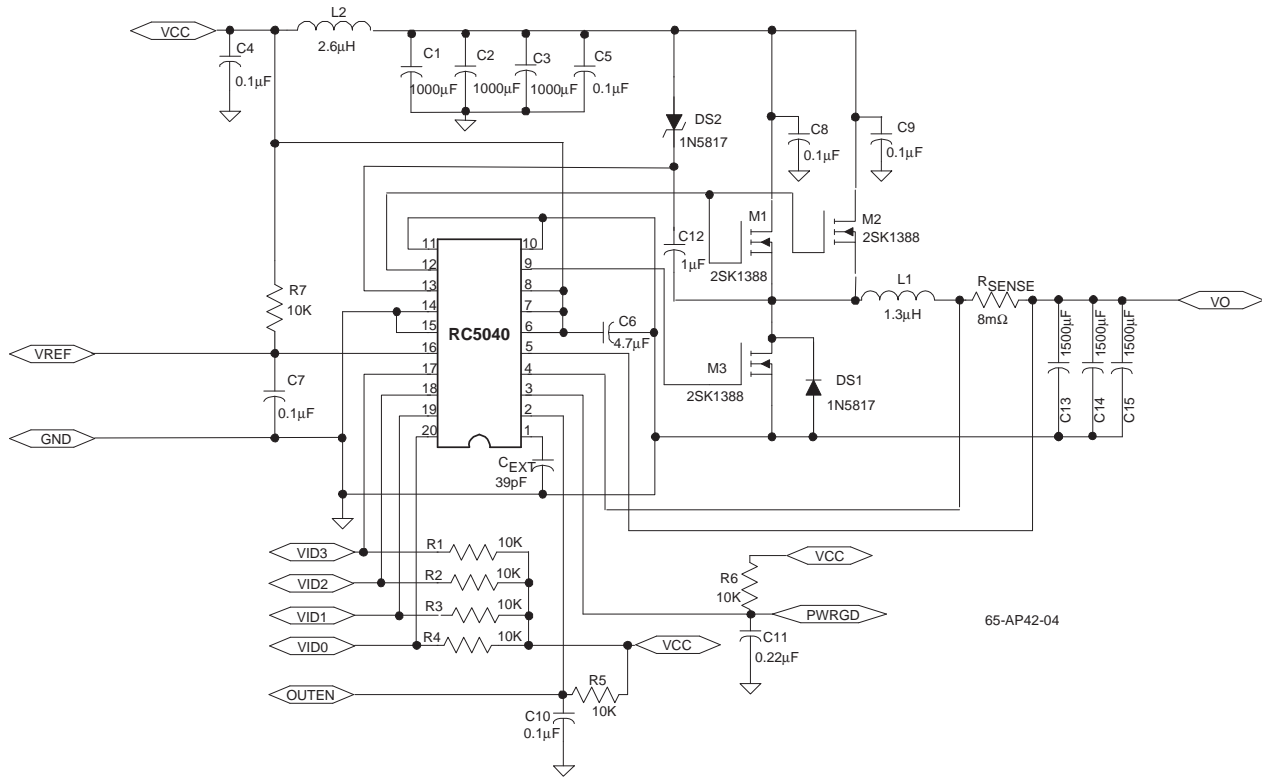 VCC
L2
2.6µH
C4
0.1µF
C1
1000µF
C2
1000µF
C3
1000µF
C5
0.1µF
DS2
1N5817
C8
0.1µF
C9
0.1µF
M1
2SK1388
M2
2SK1388
C12
1µF
R7
10K
11
12
13
14
15
16
17
18
19
20
RC5040
10
9
8
7
6
5
4
3
2
1
C6
4.7µF
L1
1.3µH
RSENSE
8mΩ
VO
1500µF
1500µF
1500µF
C13
C14
C15
VREF
C7
0.1µF
GND
M3
2SK1388
DS1
1N5817
CEXT
39pF
VID3
R1
10K
VID2
R2
10K
VID1
R3
10K
VID0
R4
10K
VCC
VCC
R6
10K
PWRGD
C11
0.22µF
65-AP42-04
OUTEN
R5
10K
C10
0.1µF